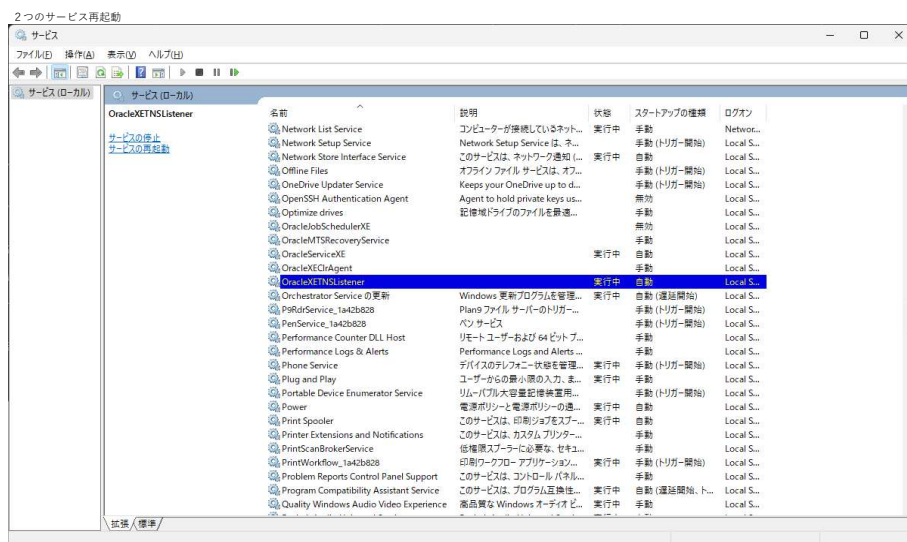 ２つのサービス再起動
サービス
ファイル(F) 操作(A) 表示(V) ヘルプ(H)
サービス (ローカル)
サービス (ローカル)
OracleXETNSListener
サービスの停止
サービスの再起動
名前 説明 状態 スタートアップの種類 ログオン
Network List Service コンピューターが接続しているネット... 実行中 手動 Networ...
Network Setup Service Network Setup Service は、ネ... 手動 (トリガー開始) Local S...
Network Store Interface Service このサービスは、ネットワーク通知 (... 実行中 自動 Local S...
Offline Files オフライン ファイル サービスは、オフ... 手動 (トリガー開始) Local S...
OneDrive Updater Service Keeps your OneDrive up to d... 手動 (トリガー開始) Local S...
OpenSSH Authentication Agent Agent to hold private keys us... 無効 Local S...
Optimize drives 記憶域ドライブのファイルを最適... 手動 Local S...
OracleJobSchedulerXE 無効 Local S...
OracleMTSRecoveryService 手動 Local S...
OracleServiceXE 実行中 自動 Local S...
OracleXEClrAgent 手動 Local S...
OracleXETNSListener 実行中 自動 Local S...
Orchestrator Service の更新 Windows 更新プログラムを管理... 実行中 自動 (遅延開始) Local S...
P9RdrService_1a42b828 Plan9 ファイル サーバーのトリガー... 手動 (トリガー開始) Local S...
PenService_1a42b828 ペン サービス 手動 (トリガー開始) Local S...
Performance Counter DLL Host リモート ユーザーおよび 64 ビット プ... 手動 Local S...
Performance Logs & Alerts Performance Logs and Alerts ... 手動 Local S...
Phone Service デバイスのテレフォニー状態を管理... 実行中 手動 (トリガー開始) Local S...
Plug and Play ユーザーからの最小限の入力、ま... 実行中 手動 Local S...
Portable Device Enumerator Service リムーバブル大容量記憶装置用... 手動 (トリガー開始) Local S...
Power 電源ポリシーと電源ポリシーの通... 実行中 自動 Local S...
Print Spooler このサービスは、印刷ジョブをスプー... 実行中 自動 Local S...
Printer Extensions and Notifications このサービスは、カスタム プリンター... 手動 Local S...
PrintScanBrokerService 低権限スプーラーに必要な、セキュ... 手動 Local S...
PrintWorkflow_1a42b828 印刷ワークフロー アプリケーション... 実行中 手動 (トリガー開始) Local S...
Problem Reports Control Panel Support このサービスは、コントロール パネル... 手動 Local S...
Program Compatibility Assistant Service このサービスは、プログラム互換性... 実行中 自動 (遅延開始、ト... Local S...
Quality Windows Audio Video Experience 高品質な Windows オーディオ ビ... 実行中 手動 Local S...
拡張 標準